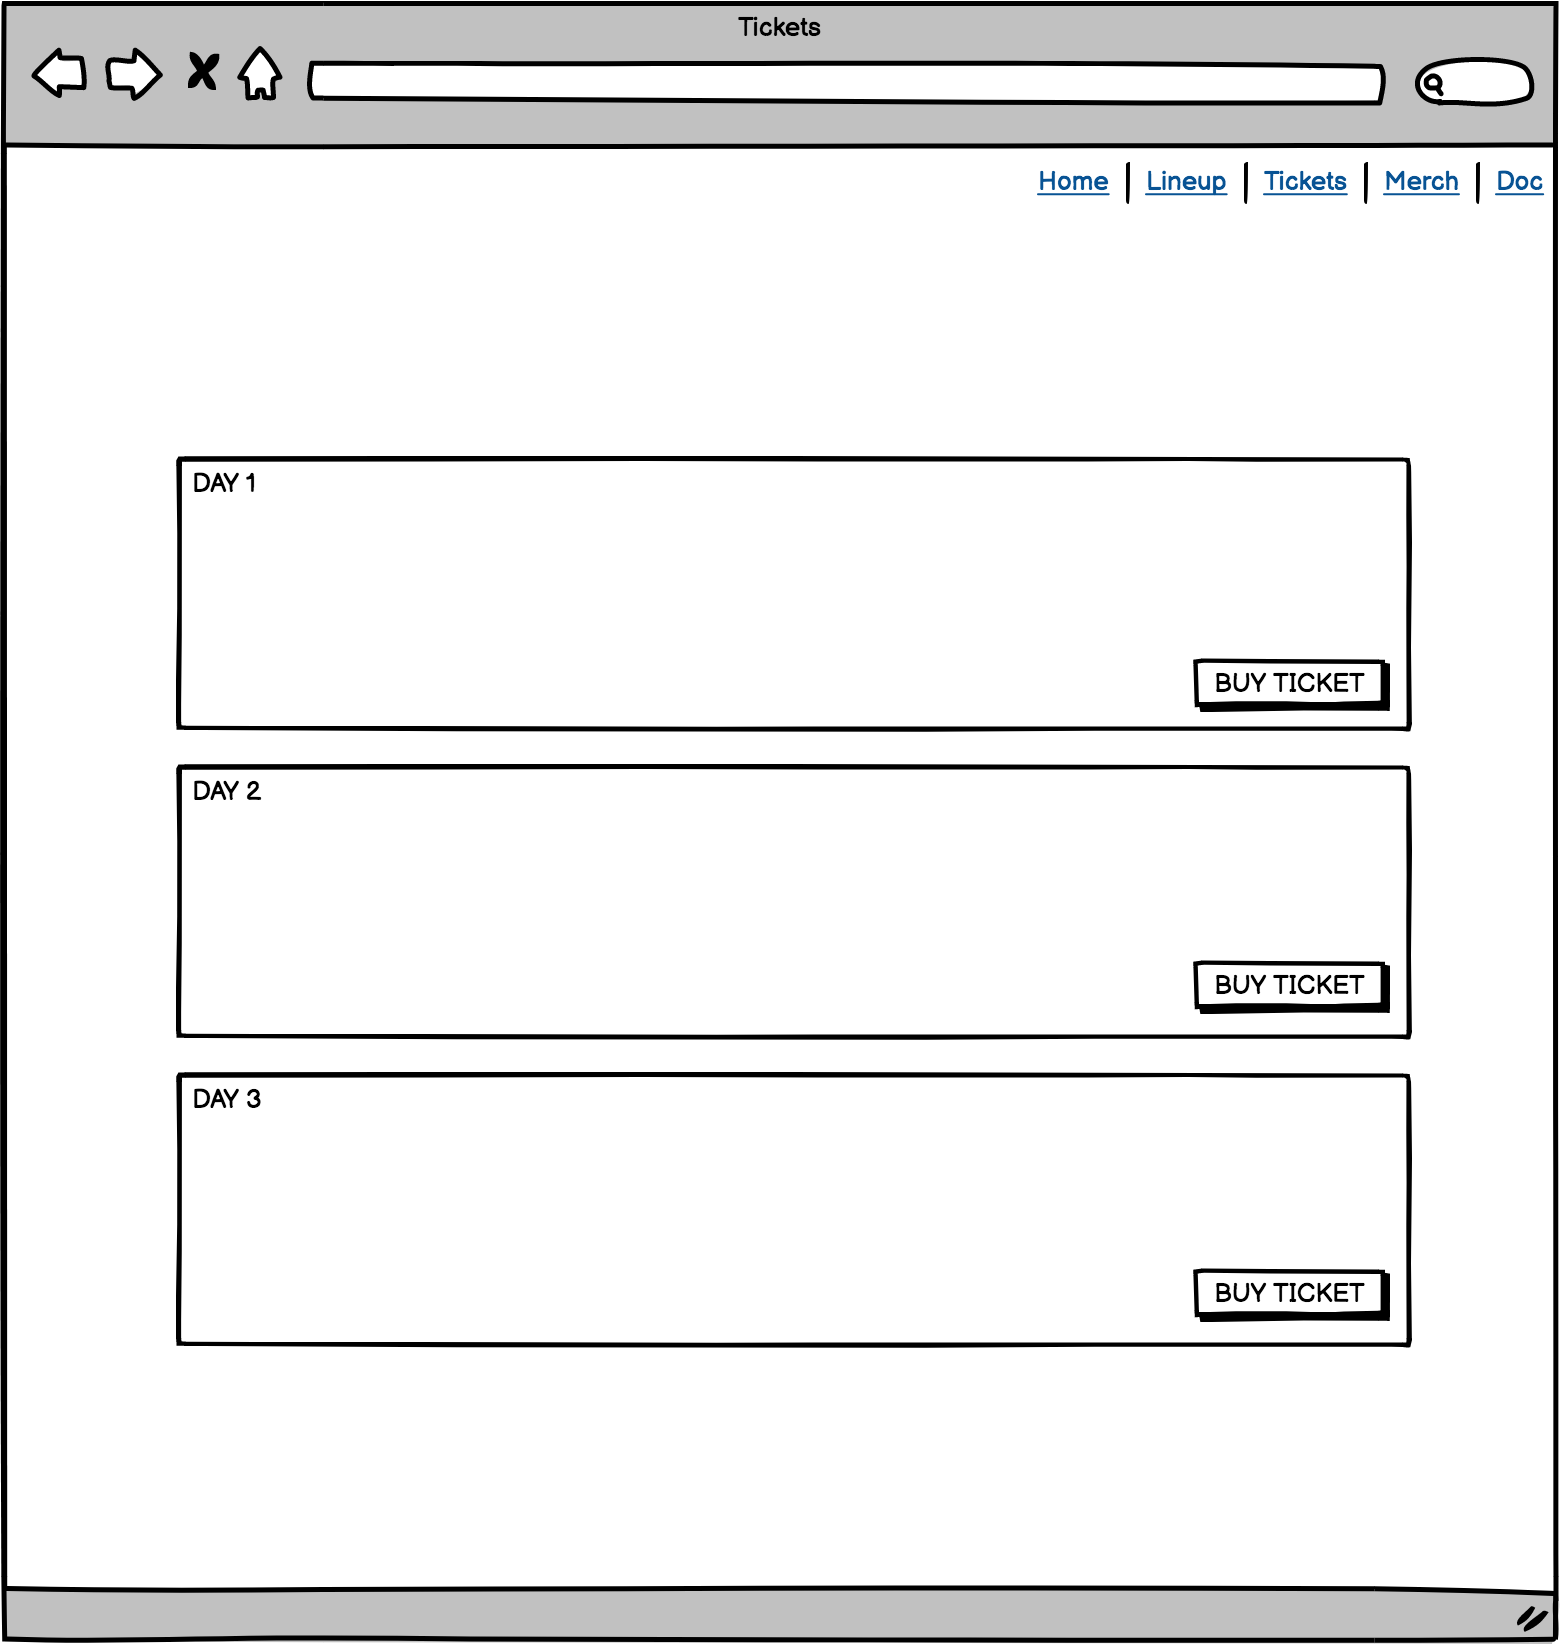 Tickets
Home | Lineup | Tickets | Merch | Doc
DAY 1
BUY TICKET
DAY 2
BUY TICKET
DAY 3
BUY TICKET